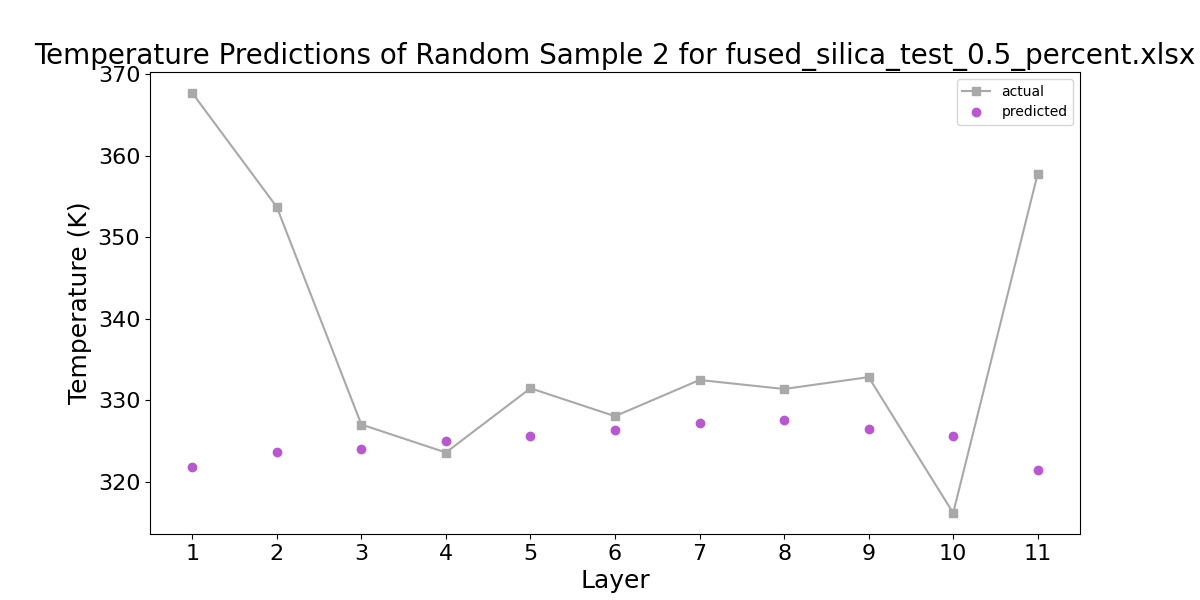 Temperature Predictions of Random Sample 2 for fused_silica_test_0.5_percent.xlsx
actual
predicted
Temperature (K)
370
360
350
340
330
320
1 2 3 4 5 6 7 8 9 10 11
Layer